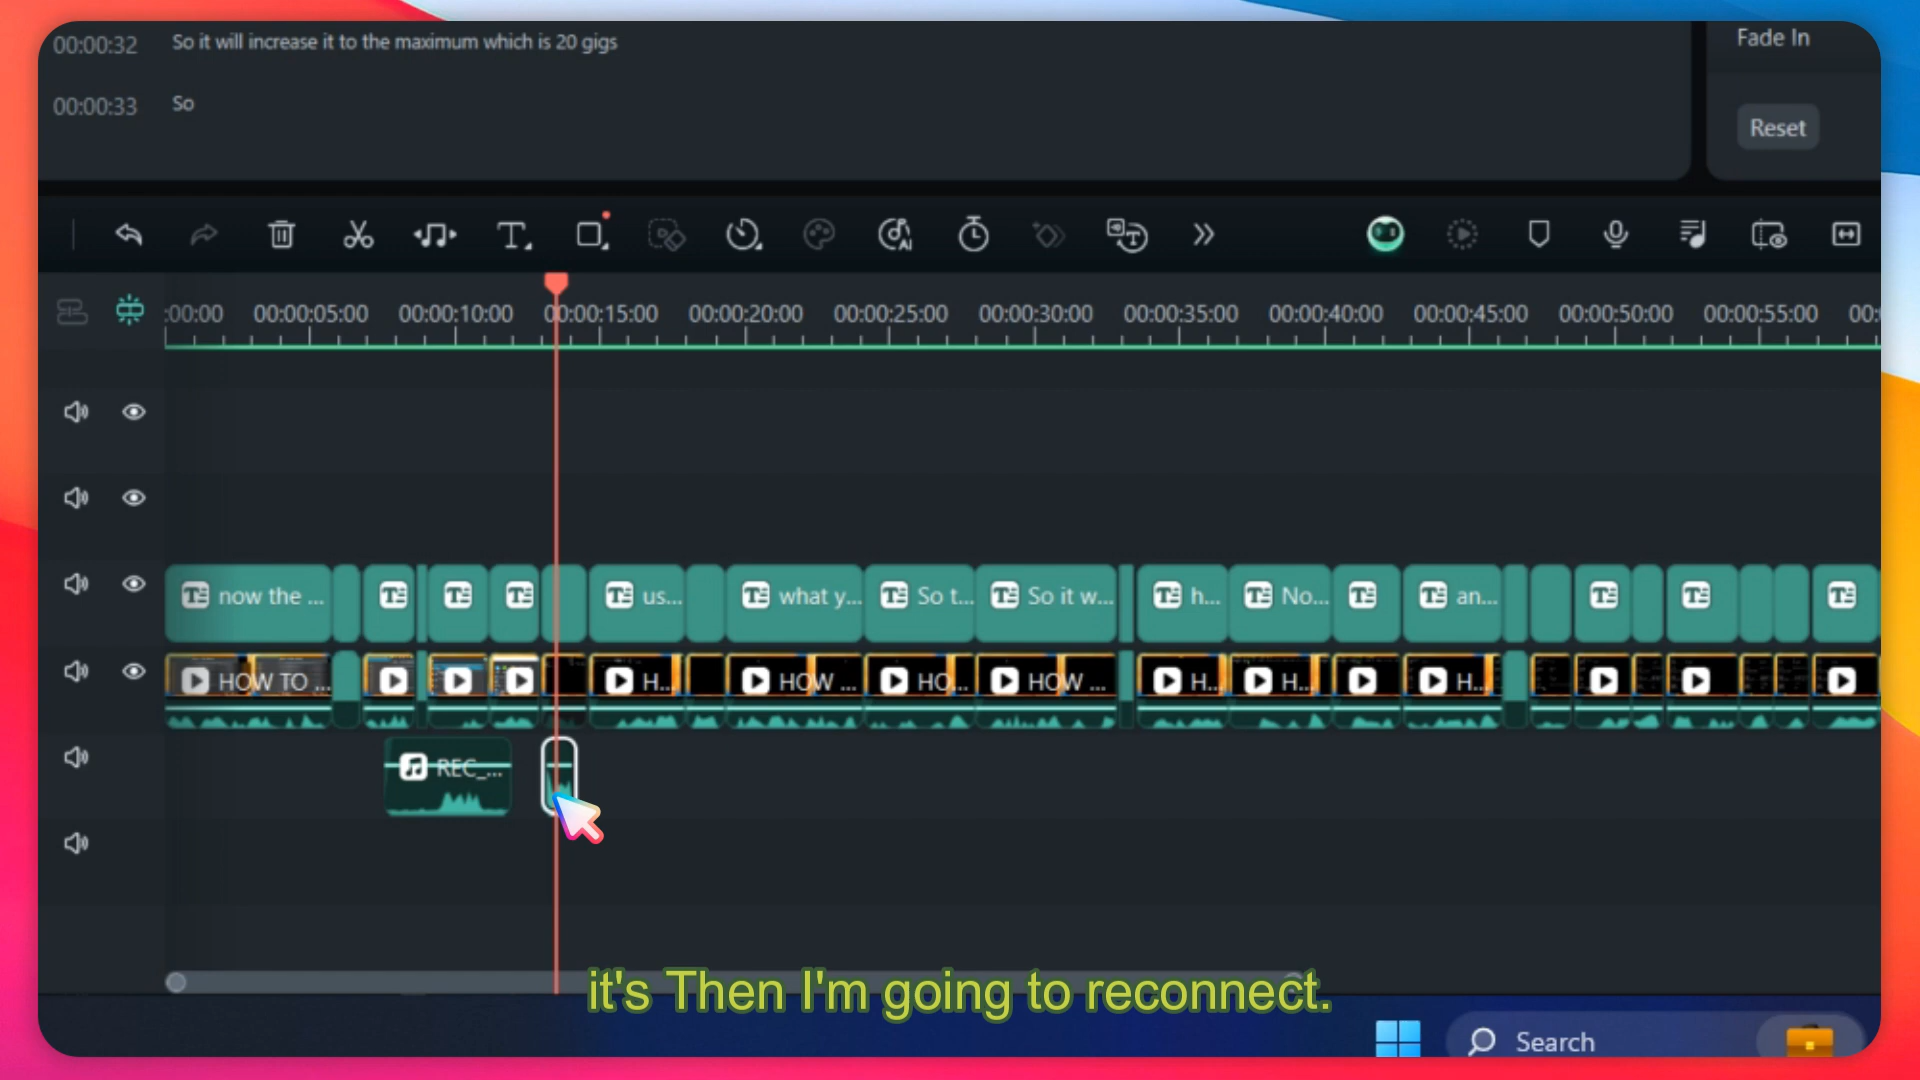 00:00:32 So it will increase it to the maximum which is 20 gigs
Fade In
00:00:33 So
Reset
:00:00 00:00:05:00 00:00:10:00 00:00:15:00 00:00:20:00 00:00:25:00 00:00:30:00 00:00:35:00 00:00:40:00 00:00:45:00 00:00:50:00 00:00:55:00 00:
now the ... us... what y... So t... So it w... h... No... an...
HOW TO ... H... HOW ... HO... HOW ... H... H... H...
REC_...
it's Then I'm going to reconnect.
Search